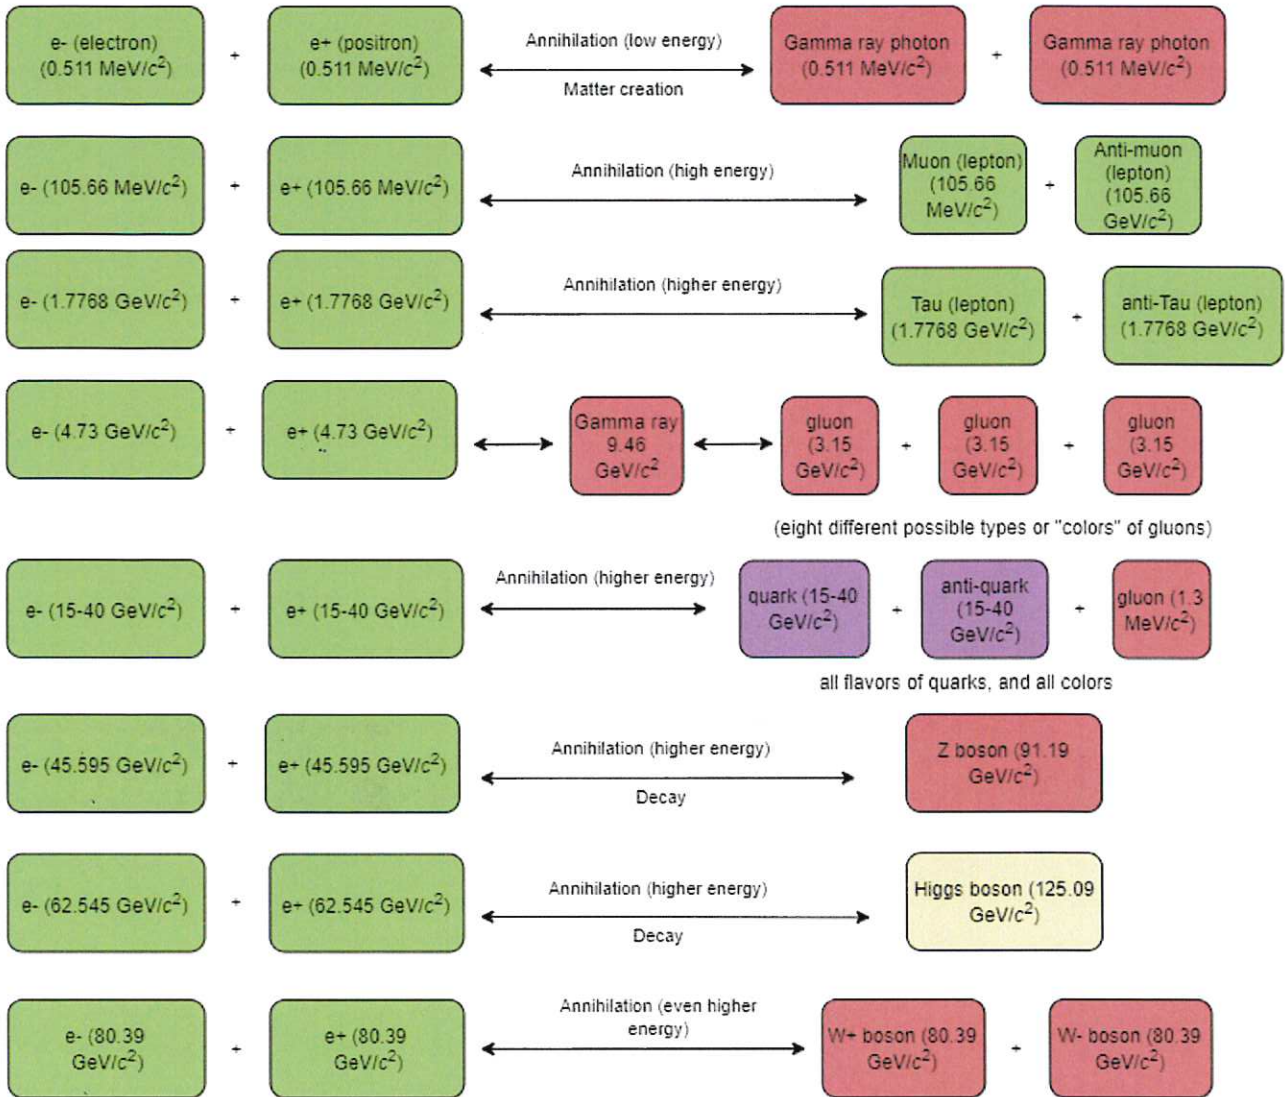 e- (electron)
(0.511 MeV/c²)
+
e+ (positron)
(0.511 MeV/c²)
Annihilation (low energy)
Matter creation
Gamma ray photon
(0.511 MeV/c²)
+
Gamma ray photon
(0.511 MeV/c²)
e- (105.66 MeV/c²)
+
e+ (105.66 MeV/c²)
Annihilation (high energy)
Muon (lepton)
(105.66
MeV/c²)
+
Anti-muon
(lepton)
(105.66
GeV/c²)
e- (1.7768 GeV/c²)
+
e+ (1.7768 GeV/c²)
Annihilation (higher energy)
Tau (lepton)
(1.7768 GeV/c²)
+
anti-Tau (lepton)
(1.7768 GeV/c²)
e- (4.73 GeV/c²)
+
e+ (4.73 GeV/c²)
Gamma ray
9.46
GeV/c²
gluon
(3.15
GeV/c²)
+
gluon
(3.15
GeV/c²)
+
gluon
(3.15
GeV/c²)
(eight different possible types or "colors" of gluons)
e- (15-40 GeV/c²)
+
e+ (15-40 GeV/c²)
Annihilation (higher energy)
quark (15-40
GeV/c²)
+
anti-quark
(15-40
GeV/c²)
+
gluon (1.3
MeV/c²)
all flavors of quarks, and all colors
e- (45.595 GeV/c²)
+
e+ (45.595 GeV/c²)
Annihilation (higher energy)
Decay
Z boson (91.19
GeV/c²)
e- (62.545 GeV/c²)
+
e+ (62.545 GeV/c²)
Annihilation (higher energy)
Decay
Higgs boson (125.09
GeV/c²)
e- (80.39
GeV/c²)
+
e+ (80.39
GeV/c²)
Annihilation (even higher
energy)
W+ boson (80.39
GeV/c²)
+
W- boson (80.39
GeV/c²)